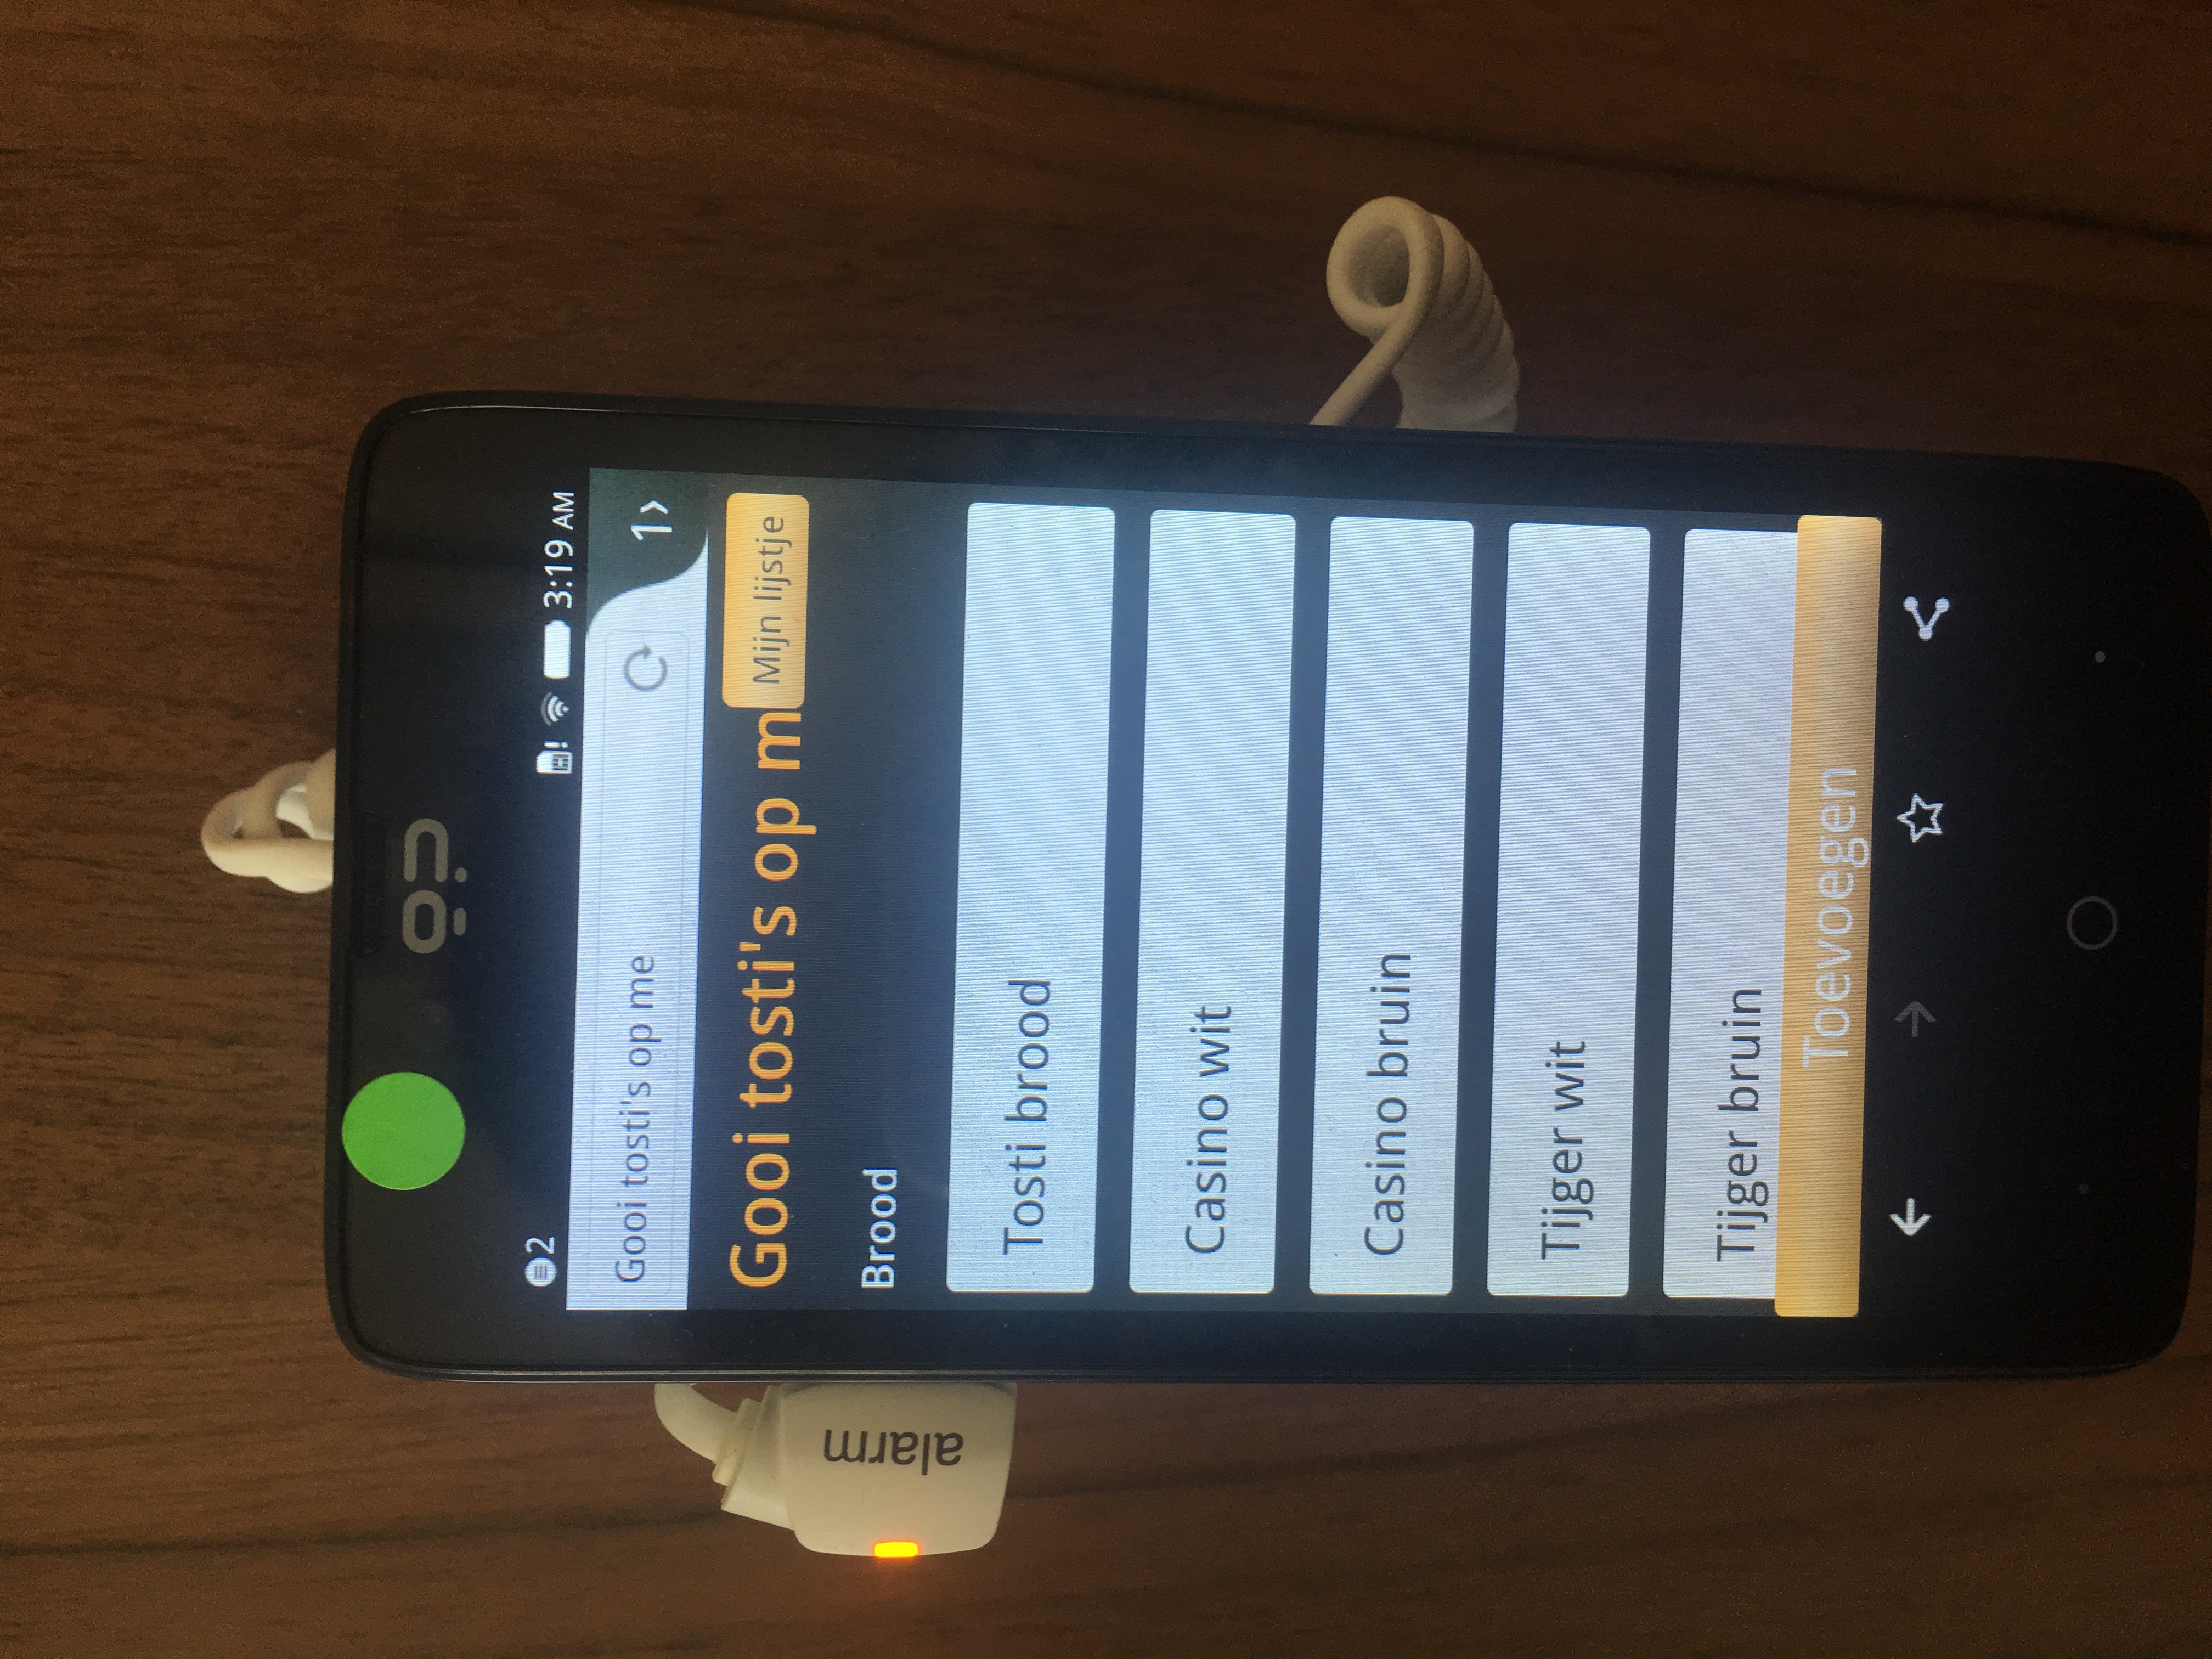 2
3:19 AM
Gooi tosti's op me
1›
Gooi tosti's op m
Mijn lijstje
Brood
alarm
Tosti brood
Casino wit
Casino bruin
Tijger wit
Tijger bruin
Toevoegen